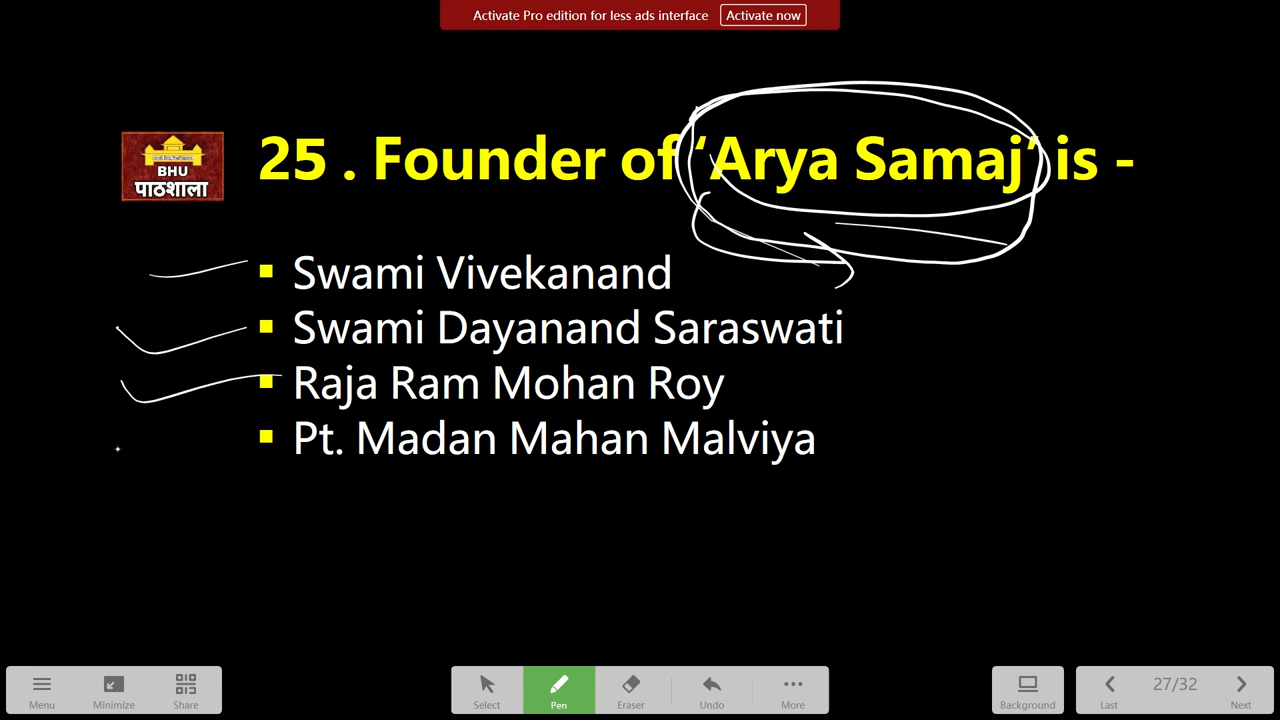 Activate Pro edition for less ads interface Activate now
BHU
पाठशाला
25 . Founder of ‘Arya Samaj’ is -
Swami Vivekanand
Swami Dayanand Saraswati
Raja Ram Mohan Roy
Pt. Madan Mahan Malviya
Menu Minimize Share Select Pen Eraser Undo More Background Last 27/32 Next